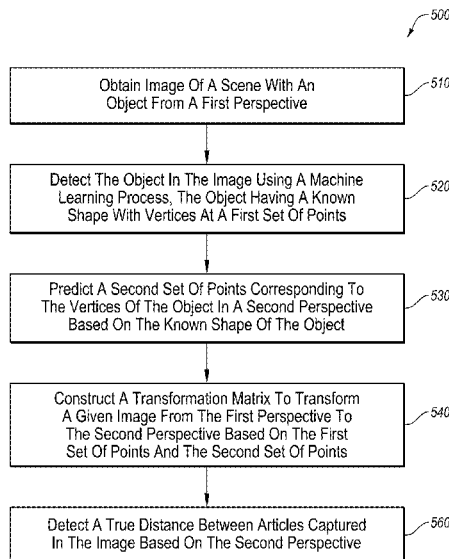 500
Obtain Image Of A Scene With An
Object From A First Perspective
510
Detect The Object In The Image Using A Machine
Learning Process, The Object Having A Known
Shape With Vertices At A First Set Of Points
520
Predict A Second Set Of Points Corresponding To
The Vertices Of The Object In A Second Perspective
Based On The Known Shape Of The Object
530
Construct A Transformation Matrix To Transform
A Given Image From The First Perspective To
The Second Perspective Based On The First
Set Of Points And The Second Set Of Points
540
Detect A True Distance Between Articles Captured
In The Image Based On The Second Perspective
560